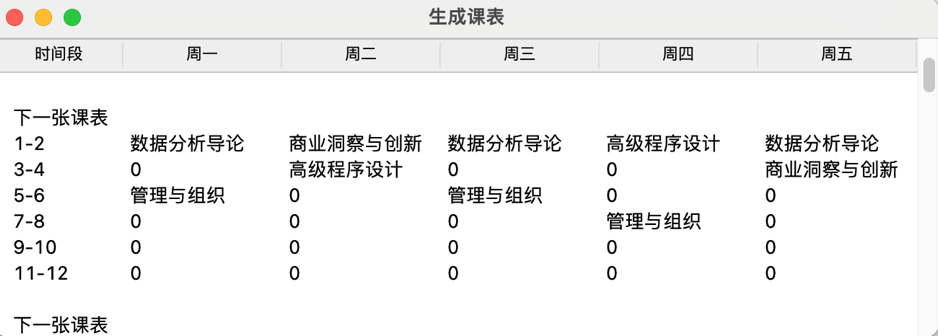 生成课表
时间段 周一 周二 周三 周四 周五
下一张课表
1-2 数据分析导论 商业洞察与创新 数据分析导论 高级程序设计 数据分析导论
3-4 0 高级程序设计 0 0 商业洞察与创新
5-6 管理与组织 0 管理与组织 0 0
7-8 0 0 0 管理与组织 0
9-10 0 0 0 0 0
11-12 0 0 0 0 0
下一张课表